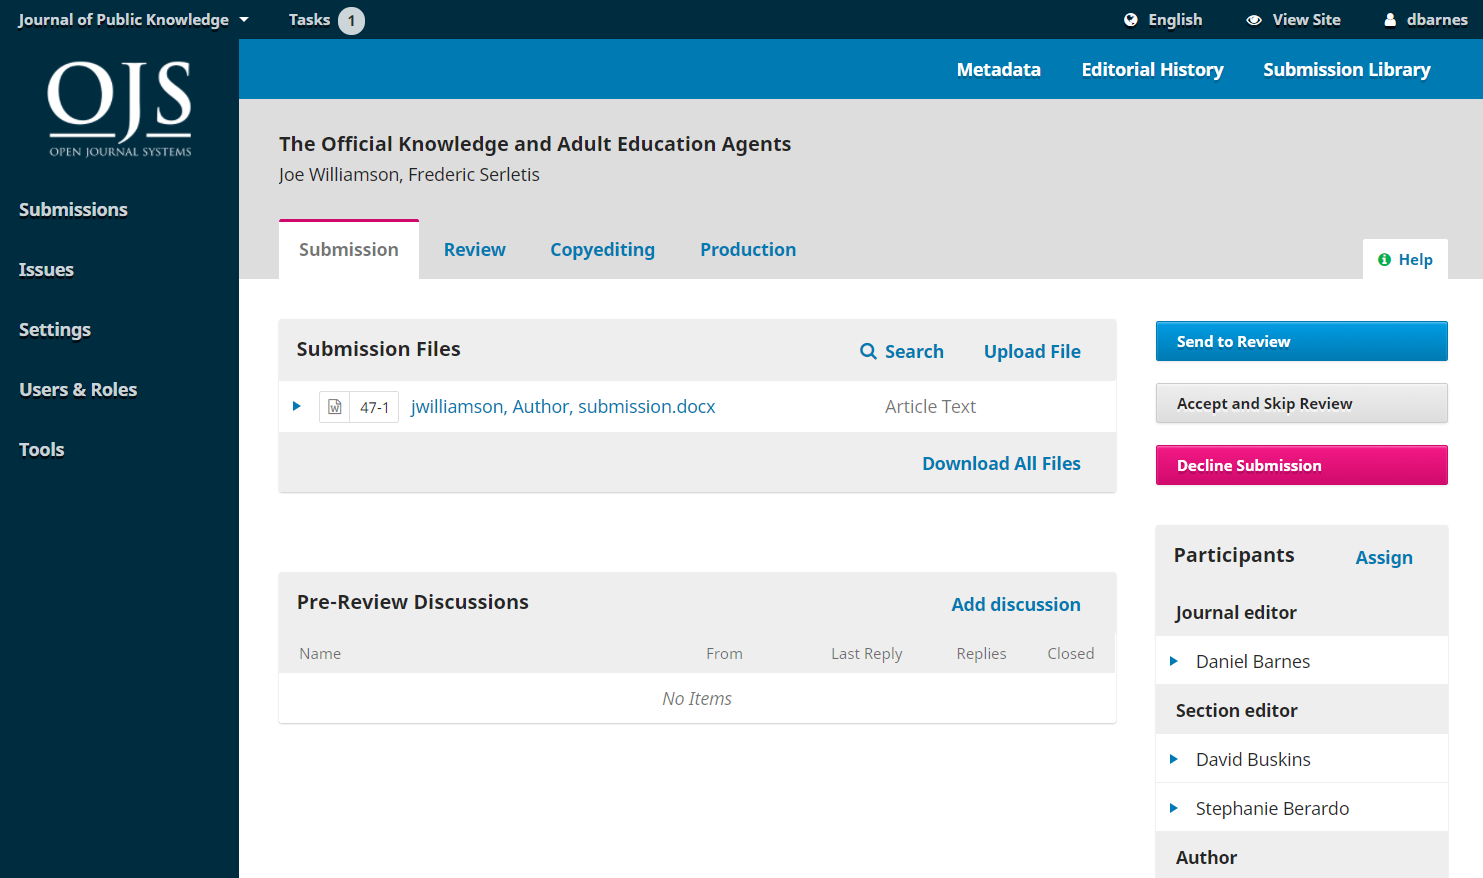 Journal of Public Knowledge Tasks 1 English View Site dbarnes
OJS
OPEN JOURNAL SYSTEMS
Metadata Editorial History Submission Library
The Official Knowledge and Adult Education Agents
Joe Williamson, Frederic Serletis
Submission Review Copyediting Production
Help
Submissions
Issues
Settings
Users & Roles
Tools
Submission Files Search Upload File
47-1 jwilliamson, Author, submission.docx Article Text
Download All Files
Pre-Review Discussions Add discussion
Name From Last Reply Replies Closed
No Items
Send to Review
Accept and Skip Review
Decline Submission
Participants Assign
Journal editor
Daniel Barnes
Section editor
David Buskins
Stephanie Berardo
Author